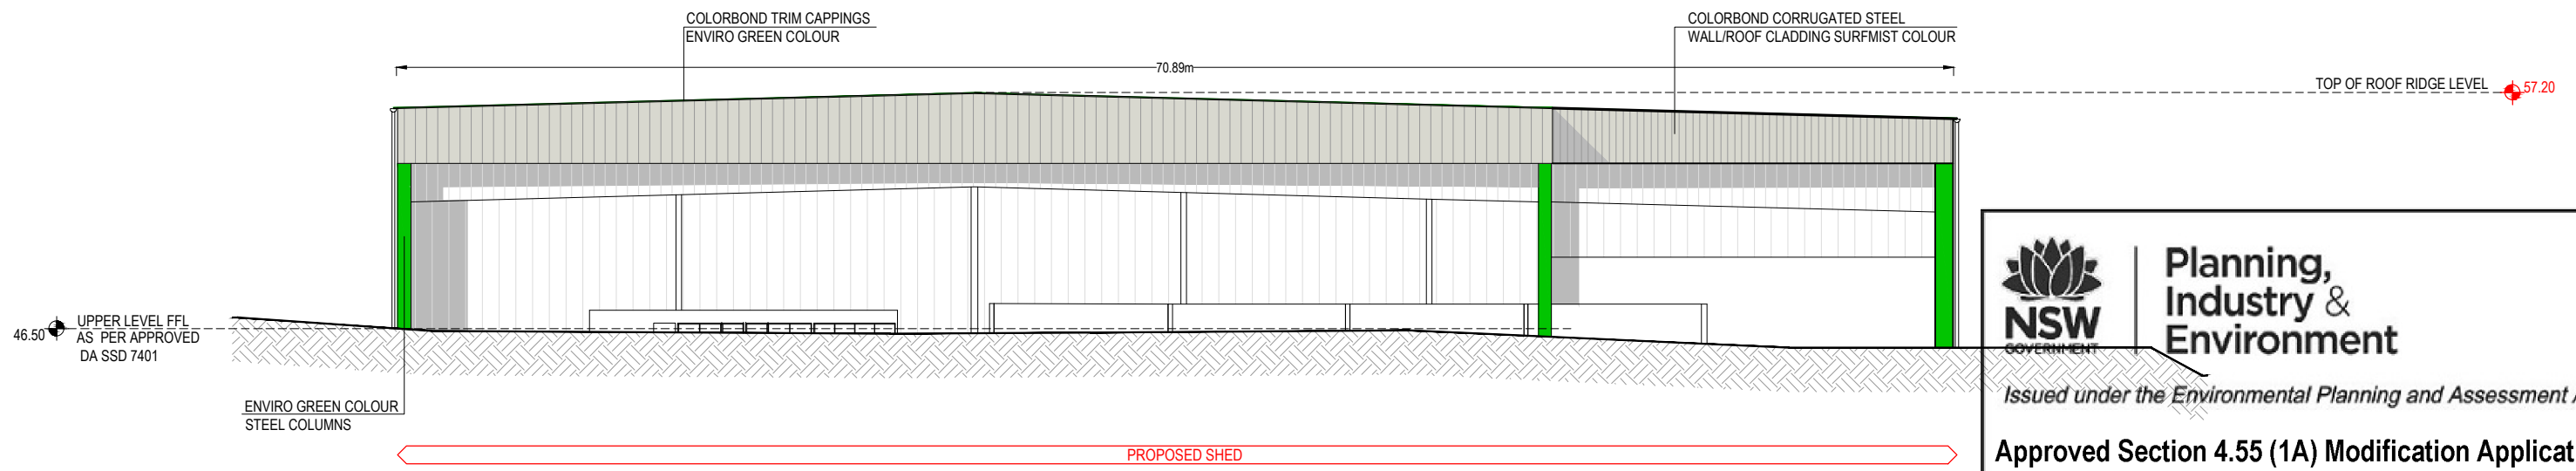 COLORBOND TRIM CAPPINGS
ENVIRO GREEN COLOUR
COLORBOND CORRUGATED STEEL
WALL/ROOF CLADDING SURFMIST COLOUR
70.89m
TOP OF ROOF RIDGE LEVEL
57.20
46.50
UPPER LEVEL FFL
AS PER APPROVED
DA SSD 7401
ENVIRO GREEN COLOUR
STEEL COLUMNS
PROPOSED SHED
NSW
GOVERNMENT
Planning,
Industry &
Environment
Issued under the Environmental Planning and Assessment A
Approved Section 4.55 (1A) Modification Applicat